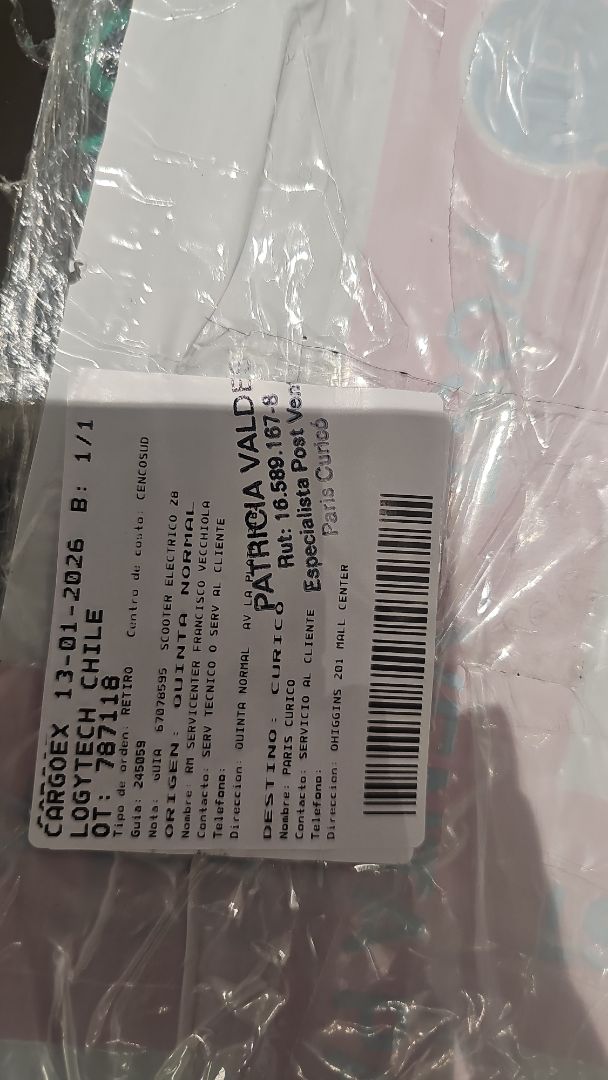 CARGOEX 13-01-2026 B: 1/1
LOGYTECH CHILE
OT: 787118
Tipo de orden: RETIRO Centro de costo: CENCOSUD
Guia: 245059
Nota: GUIA 67078595 SCOOTER ELECTRICO 28
ORIGEN: QUINTA NORMAL
Nombre: RM SERVICENTER FRANCISCO VECCHIOLA
Contacto: SERV TECNICO O SERV AL CLIENTE
Telefono:
Direccion: QUINTA NORMAL AV LA
DESTINO: CURICO
Nombre: PARIS CURICO
Contacto: SERVICIO AL CLIENTE
Telefono:
Direccion: OHIGGINS 201 MALL CENTER
PATRICIA VALDE
Rut: 16.589.167-8
Especialista Post Ven
Paris Curicó